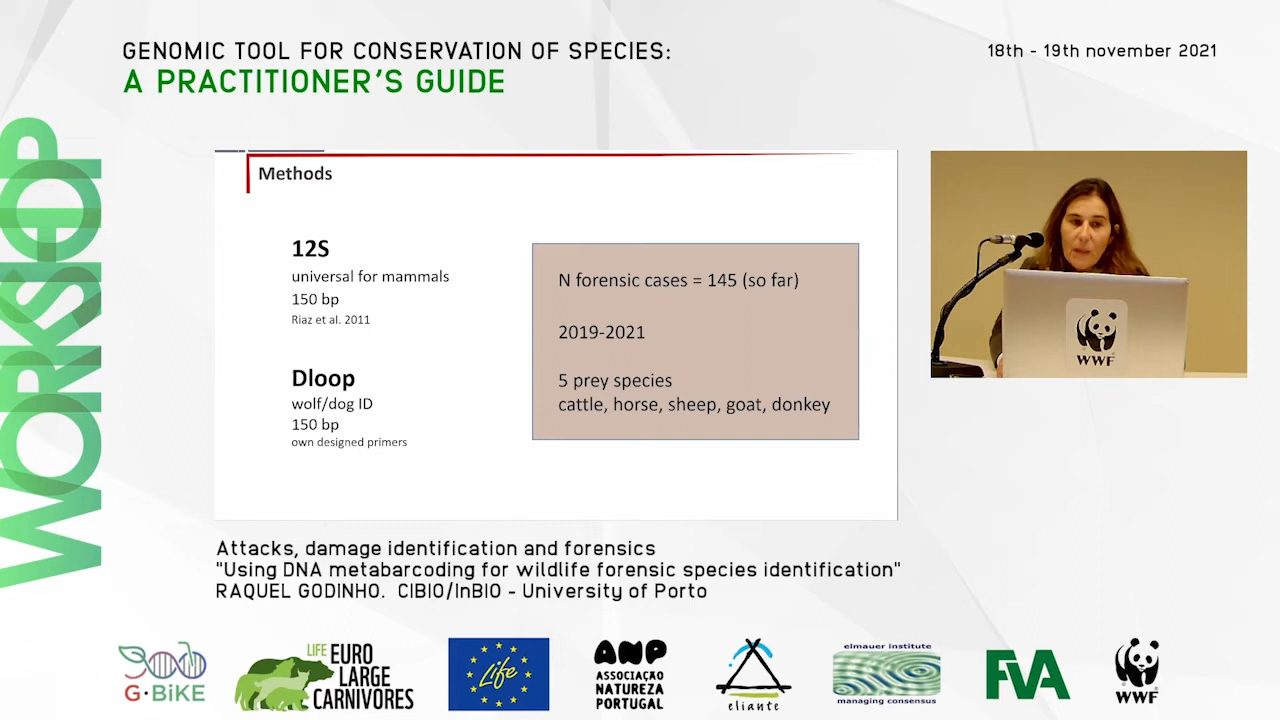 GENOMIC TOOL FOR CONSERVATION OF SPECIES:
A PRACTITIONER'S GUIDE
18th - 19th november 2021
WORKSHOP
Methods
12S
universal for mammals
150 bp
Riaz et al. 2011
Dloop
wolf/dog ID
150 bp
own designed primers
N forensic cases = 145 (so far)
2019-2021
5 prey species
cattle, horse, sheep, goat, donkey
WWF
Attacks, damage identification and forensics
"Using DNA metabarcoding for wildlife forensic species identification"
RAQUEL GODINHO. CIBIO/InBIO - University of Porto
G·BiKE
LIFE EURO
LARGE
CARNIVORES
Life
ANP
ASSOCIAÇÃO
NATUREZA
PORTUGAL
eliante
elmauer institute
managing consensus
FVA
WWF